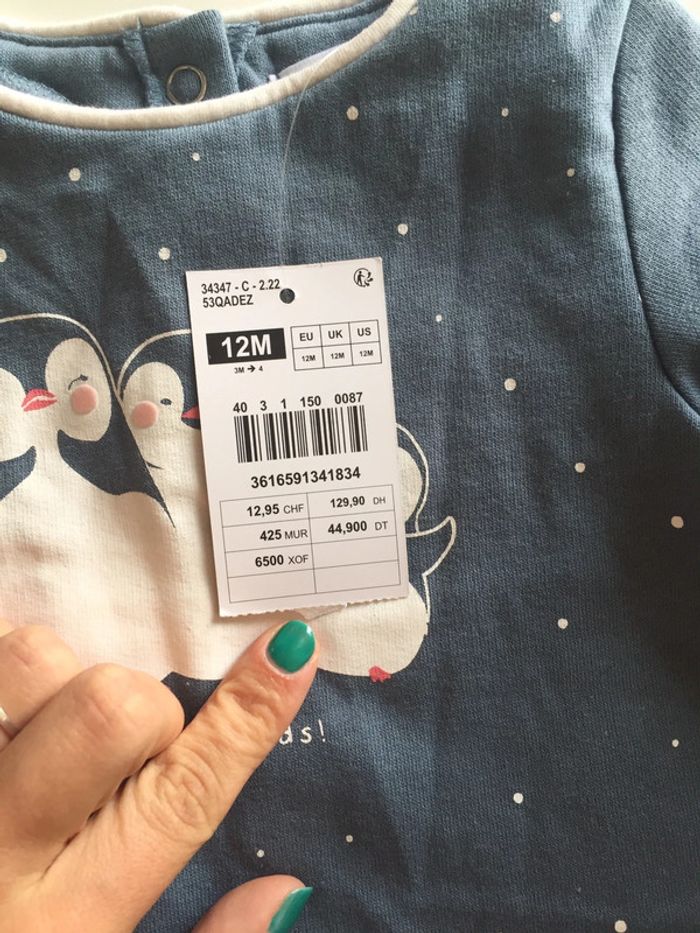 34347 - C - 2.22
53QADEZ
12M
3M → 4
EU UK US
12M 12M 12M
40 3 1 150 0087
3616591341834
12,95 CHF 129,90 DH
425 MUR 44,900 DT
6500 XOF